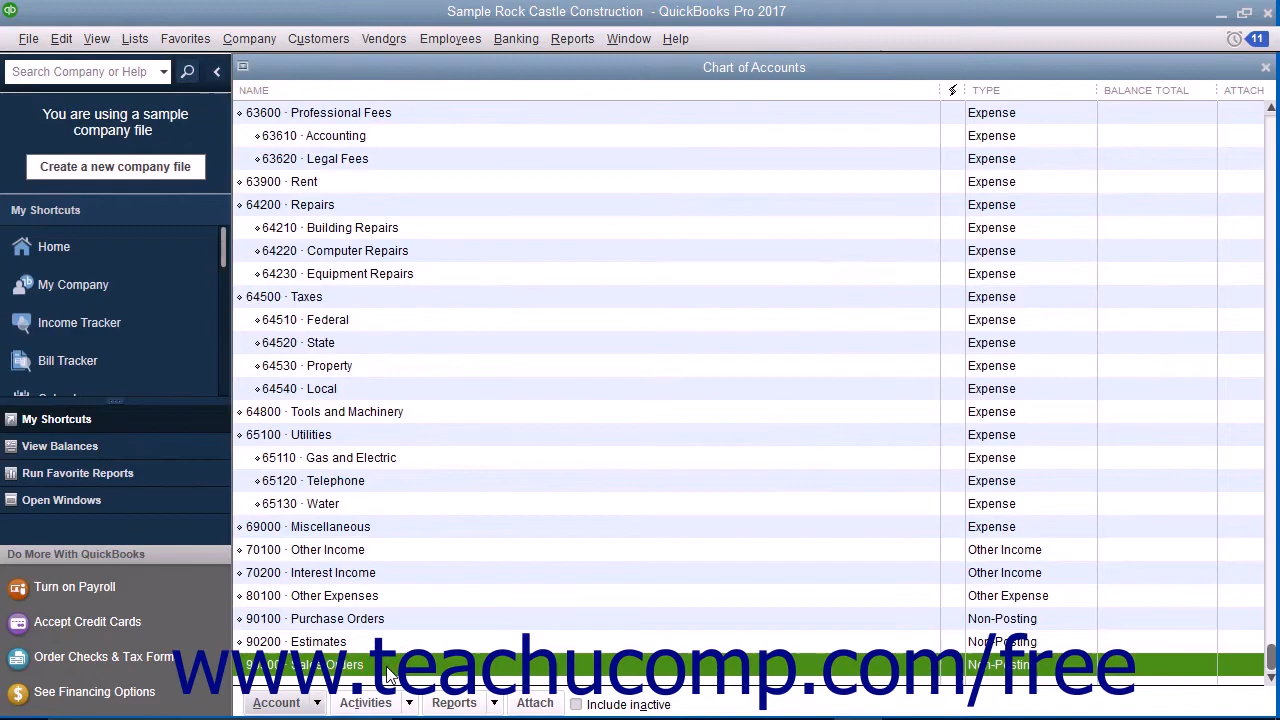 Sample Rock Castle Construction - QuickBooks Pro 2017
File Edit View Lists Favorites Company Customers Vendors Employees Banking Reports Window Help
11
Search Company or Help
Chart of Accounts
NAME TYPE BALANCE TOTAL ATTACH
You are using a sample
company file
Create a new company file
My Shortcuts
Home
My Company
Income Tracker
Bill Tracker
My Shortcuts
View Balances
Run Favorite Reports
Open Windows
Do More With QuickBooks
Turn on Payroll
Accept Credit Cards
Order Checks & Tax Form
See Financing Options
63600 · Professional Fees Expense
63610 · Accounting Expense
63620 · Legal Fees Expense
63900 · Rent Expense
64200 · Repairs Expense
64210 · Building Repairs Expense
64220 · Computer Repairs Expense
64230 · Equipment Repairs Expense
64500 · Taxes Expense
64510 · Federal Expense
64520 · State Expense
64530 · Property Expense
64540 · Local Expense
64800 · Tools and Machinery Expense
65100 · Utilities Expense
65110 · Gas and Electric Expense
65120 · Telephone Expense
65130 · Water Expense
69000 · Miscellaneous Expense
70100 · Other Income Other Income
70200 · Interest Income Other Income
80100 · Other Expenses Other Expense
90100 · Purchase Orders Non-Posting
90200 · Estimates Non-Posting
Sales Orders Non-Posting
www.teachucomp.com/free
Account Activities Reports Attach Include inactive